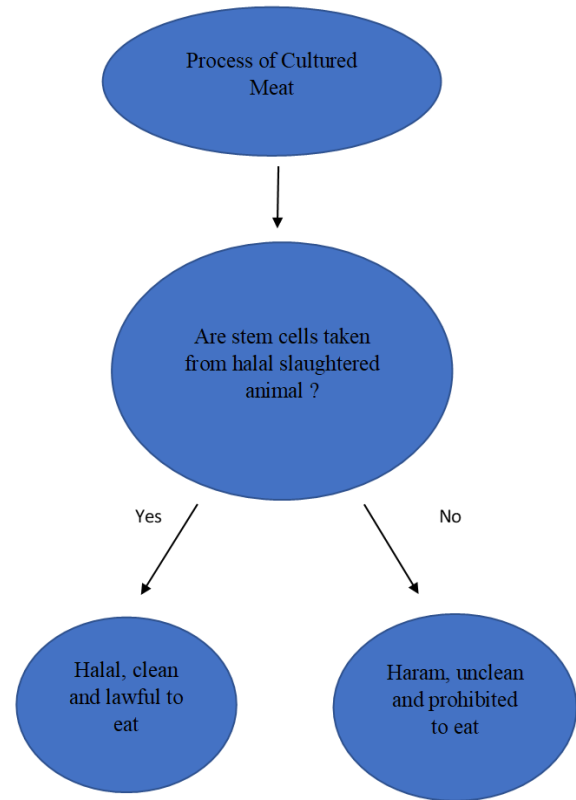 Process of Cultured
Meat
Are stem cells taken
from halal slaughtered
animal ?
Yes
No
Halal, clean
and lawful to
eat
Haram, unclean
and prohibited
to eat